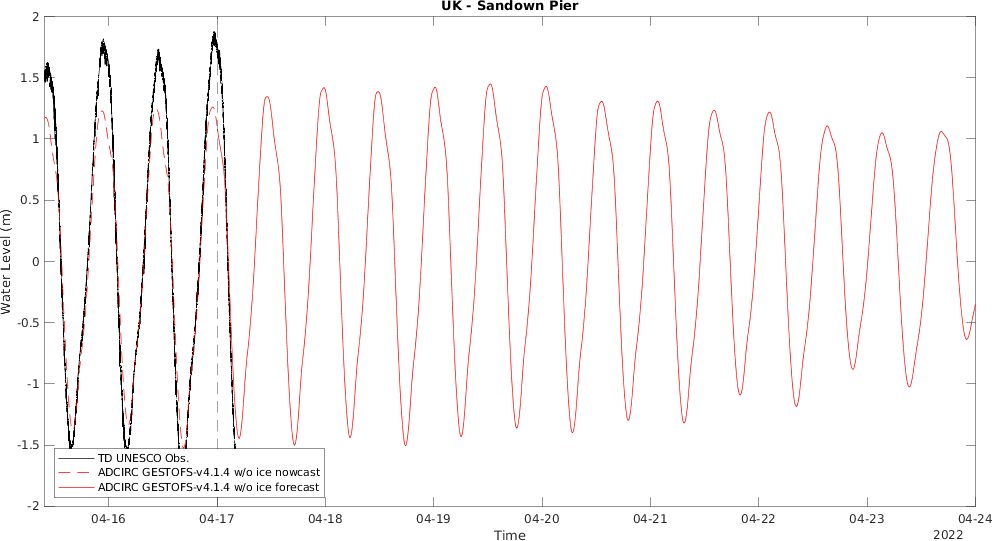 UK - Sandown Pier
2
1.5
1
0.5
0
-0.5
-1
-1.5
-2
Water Level (m)
TD UNESCO Obs.
ADCIRC GESTOFS-v4.1.4 w/o ice nowcast
ADCIRC GESTOFS-v4.1.4 w/o ice forecast
04-16 04-17 04-18 04-19 04-20 04-21 04-22 04-23 04-24
Time
2022